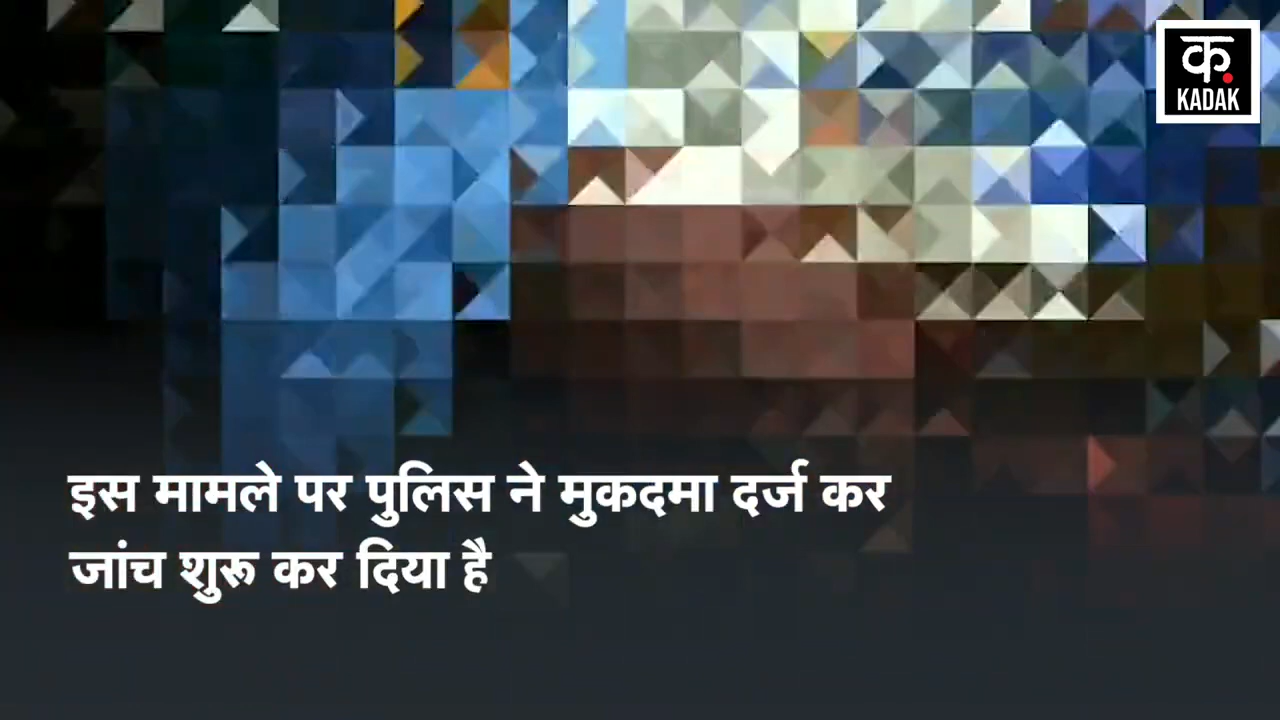 क.
KADAK
इस मामले पर पुलिस ने मुकदमा दर्ज कर
जांच शुरू कर दिया है